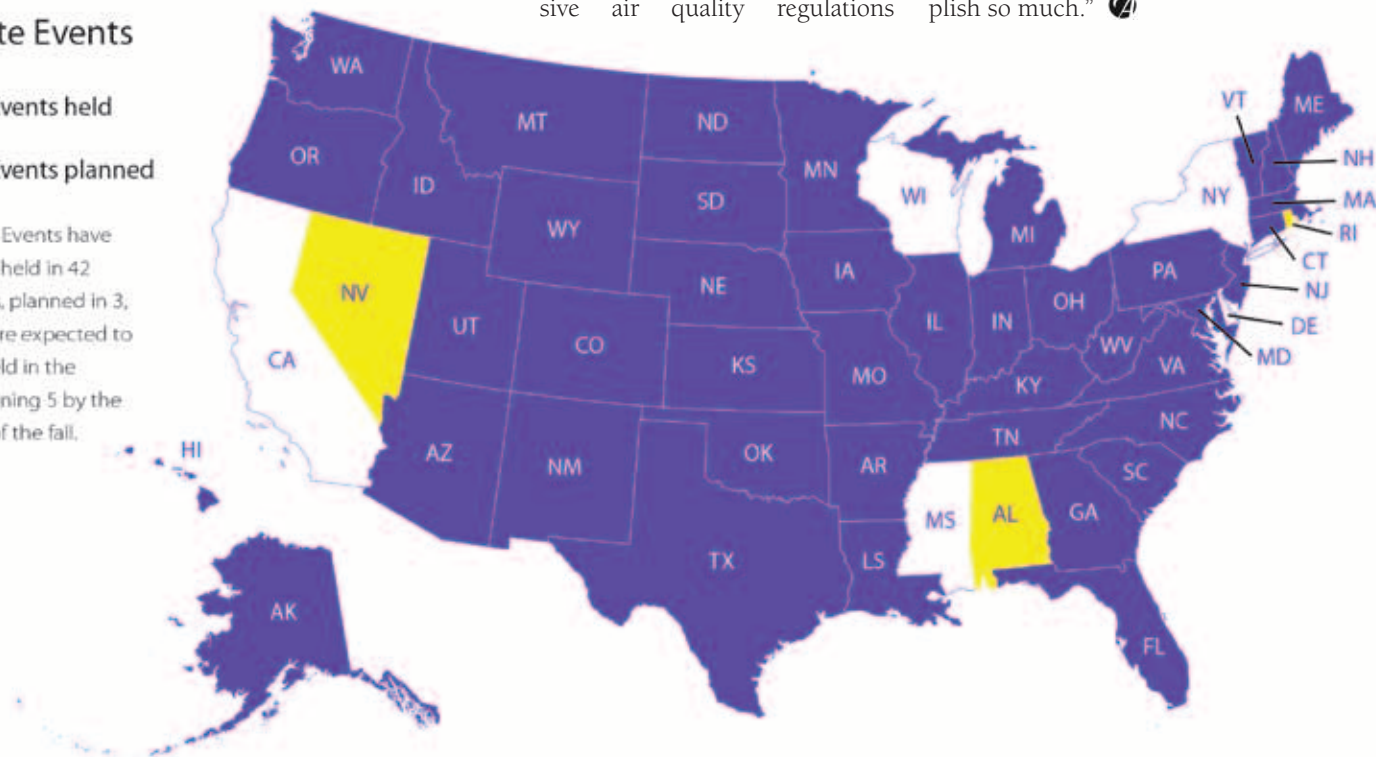 sive air quality regulations plish so much."
te Events
vents held
vents planned
Events have
held in 42
, planned in 3,
re expected to
ld in the
ning 5 by the
f the fall.
WA
OR
ID
MT
ND
SD
MN
WI
WY
NE
IA
NV
UT
CO
KS
CA
AZ
NM
OK
TX
MO
AR
LS
MS
AL
TN
KY
IL
IN
OH
MI
WV
VA
NC
SC
GA
FL
PA
NY
VT
ME
NH
MA
RI
CT
NJ
DE
MD
HI
AK